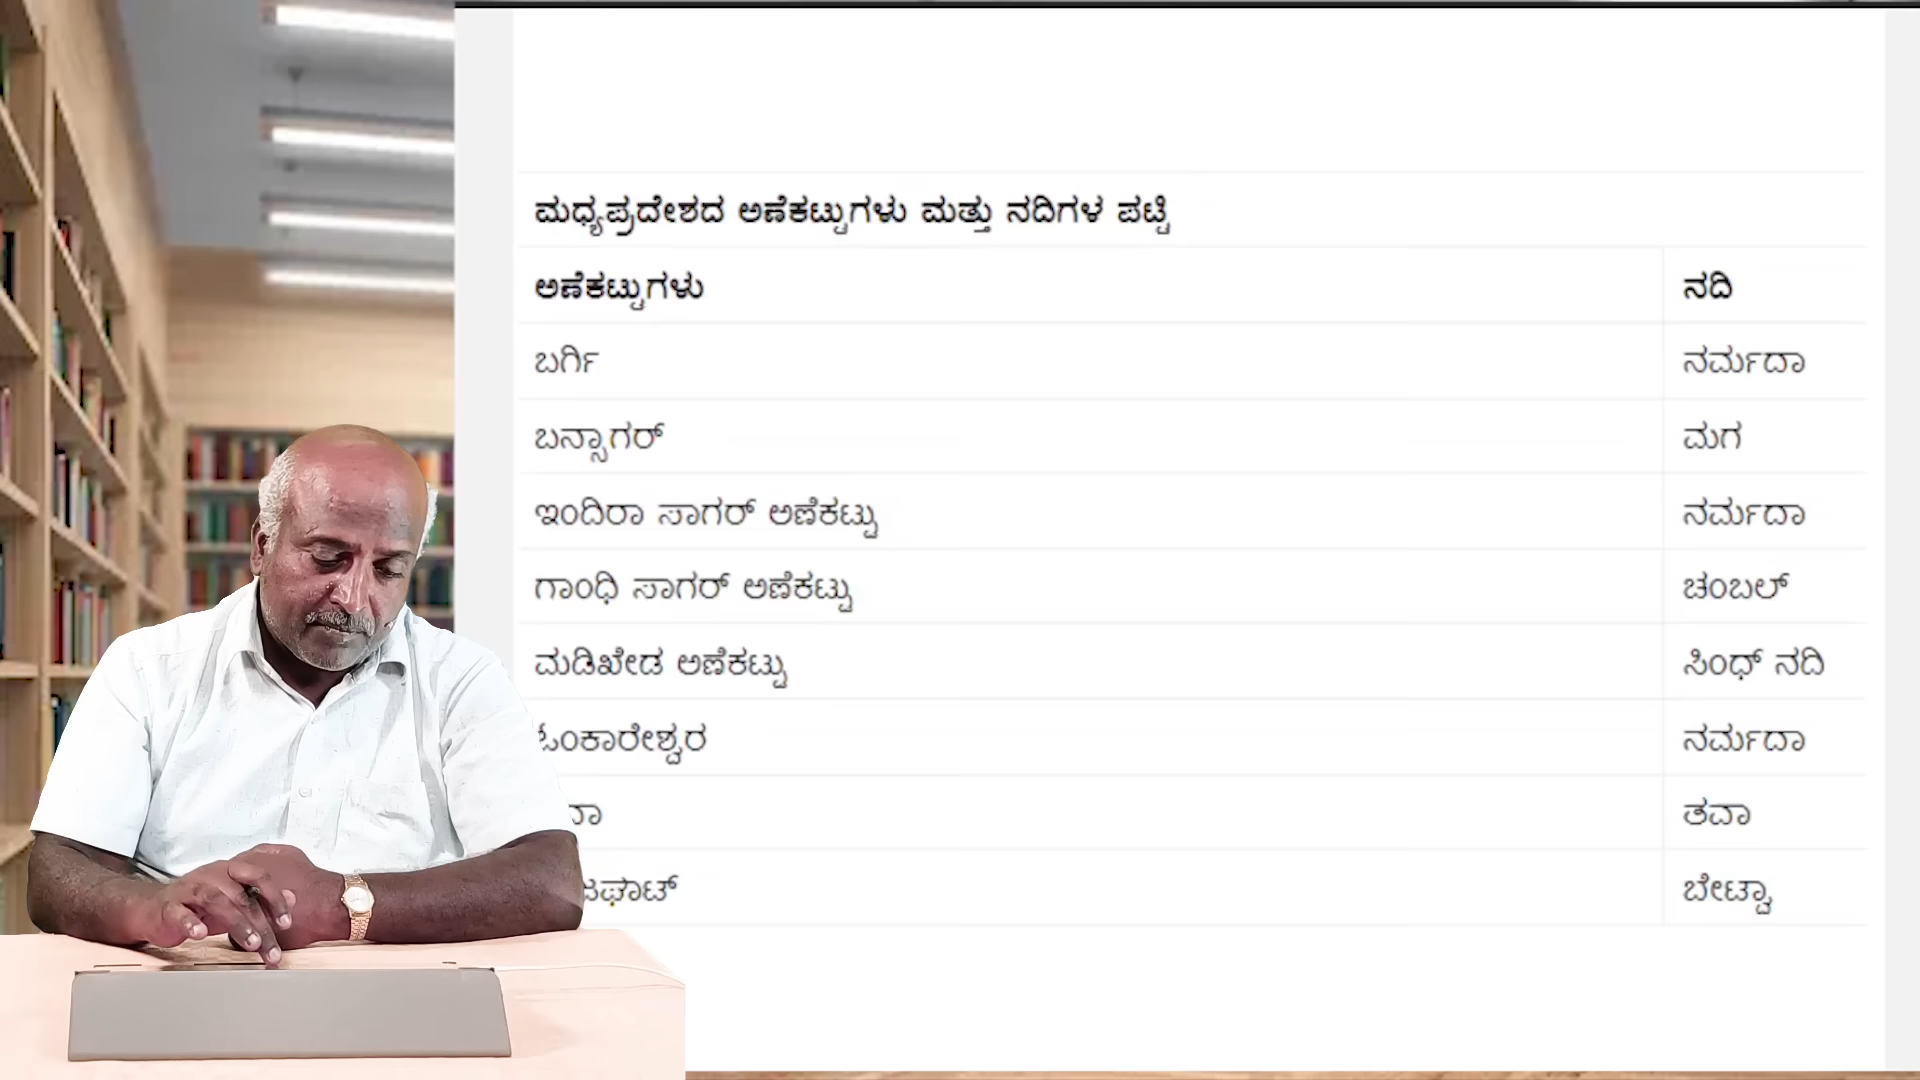 ಮಧ್ಯಪ್ರದೇಶದ ಅಣೆಕಟ್ಟುಗಳು ಮತ್ತು ನದಿಗಳ ಪಟ್ಟಿ
ಅಣೆಕಟ್ಟುಗಳು ನದಿ
ಬರ್ಗಿ ನರ್ಮದಾ
ಬನ್ಸಾಗರ್ ಮಗ
ಇಂದಿರಾ ಸಾಗರ್ ಅಣೆಕಟ್ಟು ನರ್ಮದಾ
ಗಾಂಧಿ ಸಾಗರ್ ಅಣೆಕಟ್ಟು ಚಂಬಲ್
ಮಡಿಖೇಡ ಅಣೆಕಟ್ಟು ಸಿಂಧ್ ನದಿ
ಓಂಕಾರೇಶ್ವರ ನರ್ಮದಾ
ತವಾ
ಬೇಟ್ವಾ